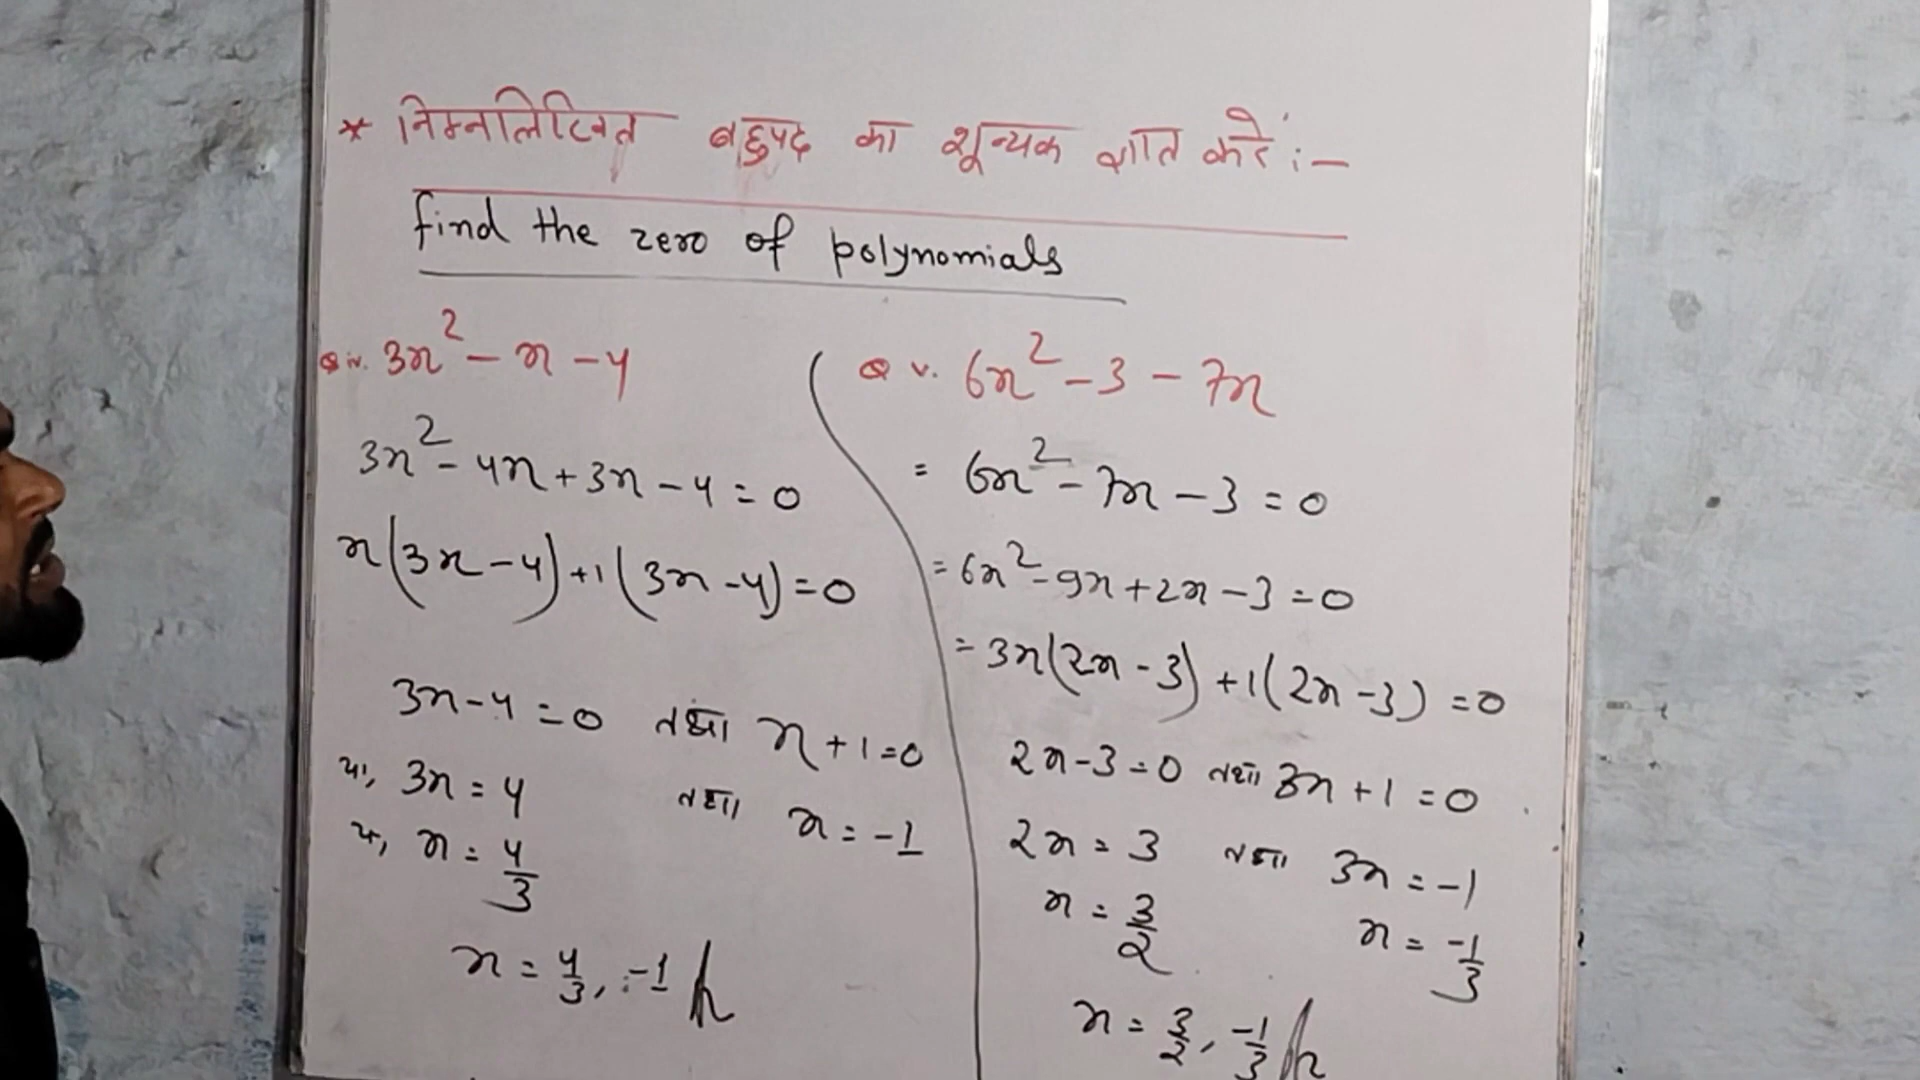 * निम्नलिखित बहुपद का शून्यक ज्ञात करें :-
find the zero of polynomials
Q iv. 3x² - x - 4
3x² - 4x + 3x - 4 = 0
x(3x - 4) + 1(3x - 4) = 0
3x - 4 = 0 तथा x + 1 = 0
या, 3x = 4 तथा x = -1
या, x = 4/3
x = 4/3, -1
Q v. 6x² - 3 - 7x
= 6x² - 7x - 3 = 0
= 6x² - 9x + 2x - 3 = 0
= 3x(2x - 3) + 1(2x - 3) = 0
2x - 3 = 0 तथा 3x + 1 = 0
2x = 3 तथा 3x = -1
x = 3/2 x = -1/3
x = 3/2, -1/3